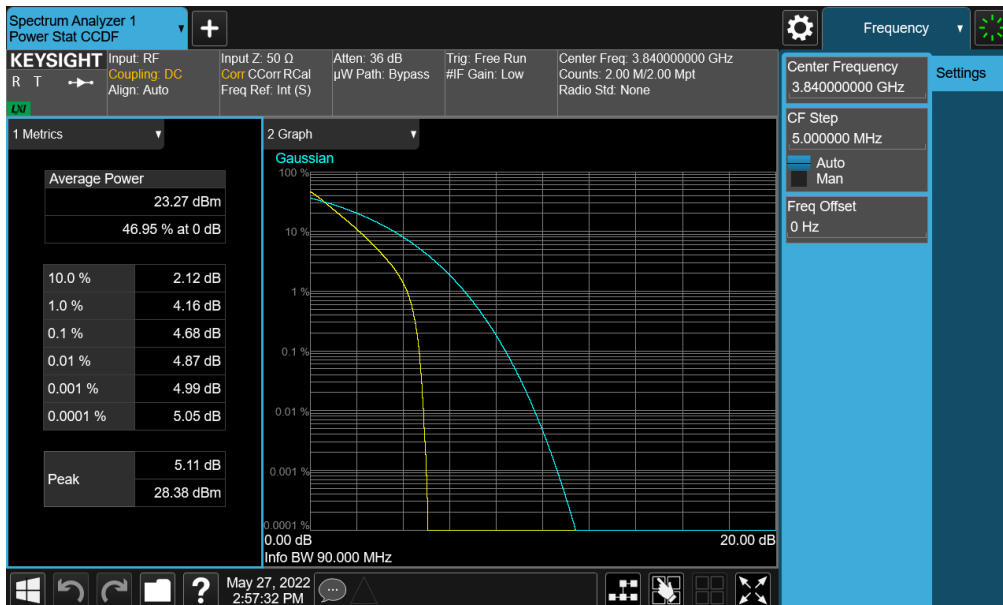 Spectrum Analyzer 1
Power Stat CCDF
Frequency
KEYSIGHT
R T
LXI
Input: RF
Coupling: DC
Align: Auto
Input Z: 50 Ω
Corr CCorr RCal
Freq Ref: Int (S)
Atten: 36 dB
µW Path: Bypass
Trig: Free Run
#IF Gain: Low
Center Freq: 3.840000000 GHz
Counts: 2.00 M/2.00 Mpt
Radio Std: None
Center Frequency
3.840000000 GHz
Settings
CF Step
5.000000 MHz
Auto
Man
Freq Offset
0 Hz
1 Metrics
Average Power
23.27 dBm
46.95 % at 0 dB
10.0 % 2.12 dB
1.0 % 4.16 dB
0.1 % 4.68 dB
0.01 % 4.87 dB
0.001 % 4.99 dB
0.0001 % 5.05 dB
Peak
5.11 dB
28.38 dBm
2 Graph
Gaussian
100 %
10 %
1 %
0.1 %
0.01 %
0.001 %
0.0001 %
0.00 dB 20.00 dB
Info BW 90.000 MHz
?
May 27, 2022
2:57:32 PM